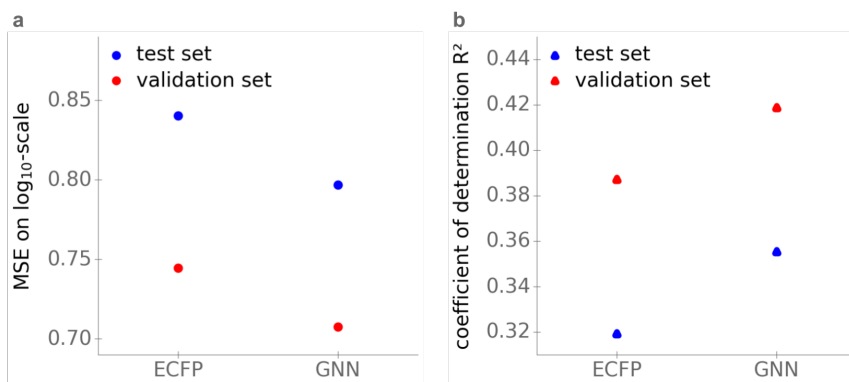 a
test set
validation set
MSE on log₁₀-scale
0.85
0.80
0.75
0.70
ECFP GNN
b
test set
validation set
coefficient of determination R²
0.44
0.42
0.40
0.38
0.36
0.34
0.32
ECFP GNN